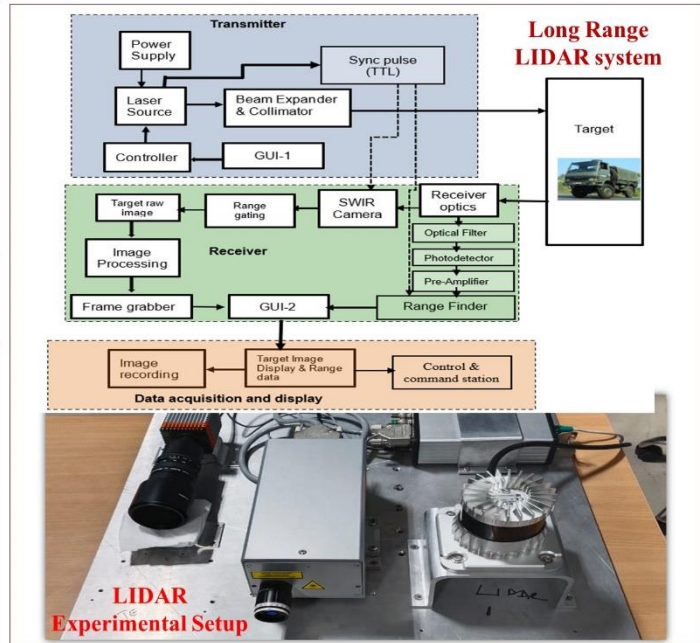 Transmitter
Long Range
LIDAR system
Power
Supply
Sync pulse
(TTL)
Laser
Source
Beam Expander
& Collimator
Controller
GUI-1
Target
Target raw
image
Range
gating
SWIR
Camera
Receiver
optics
Optical Filter
Photodetector
Pre-Amplifier
Range Finder
Receiver
Image
Processing
Frame grabber
GUI-2
Image
recording
Target Image
Display & Range
data
Control &
command station
Data acquisition and display
LIDAR
Experimental Setup
LIDAR
1